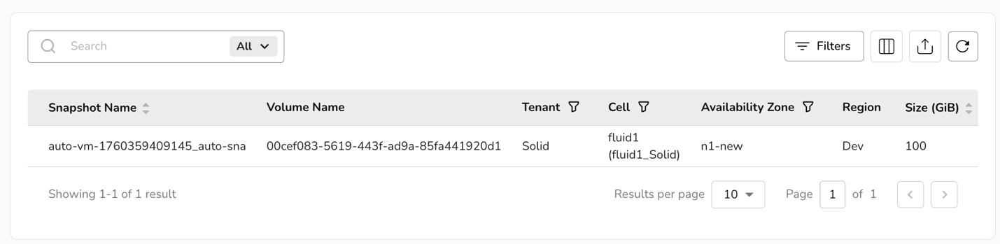 Search All
Filters
Snapshot Name Volume Name Tenant Cell Availability Zone Region Size (GiB)
auto-vm-1760359409145_auto-sna 00cef083-5619-443f-ad9a-85fa441920d1 Solid fluid1 n1-new Dev 100
(fluid1_Solid)
Showing 1-1 of 1 result Results per page 10 Page 1 of 1